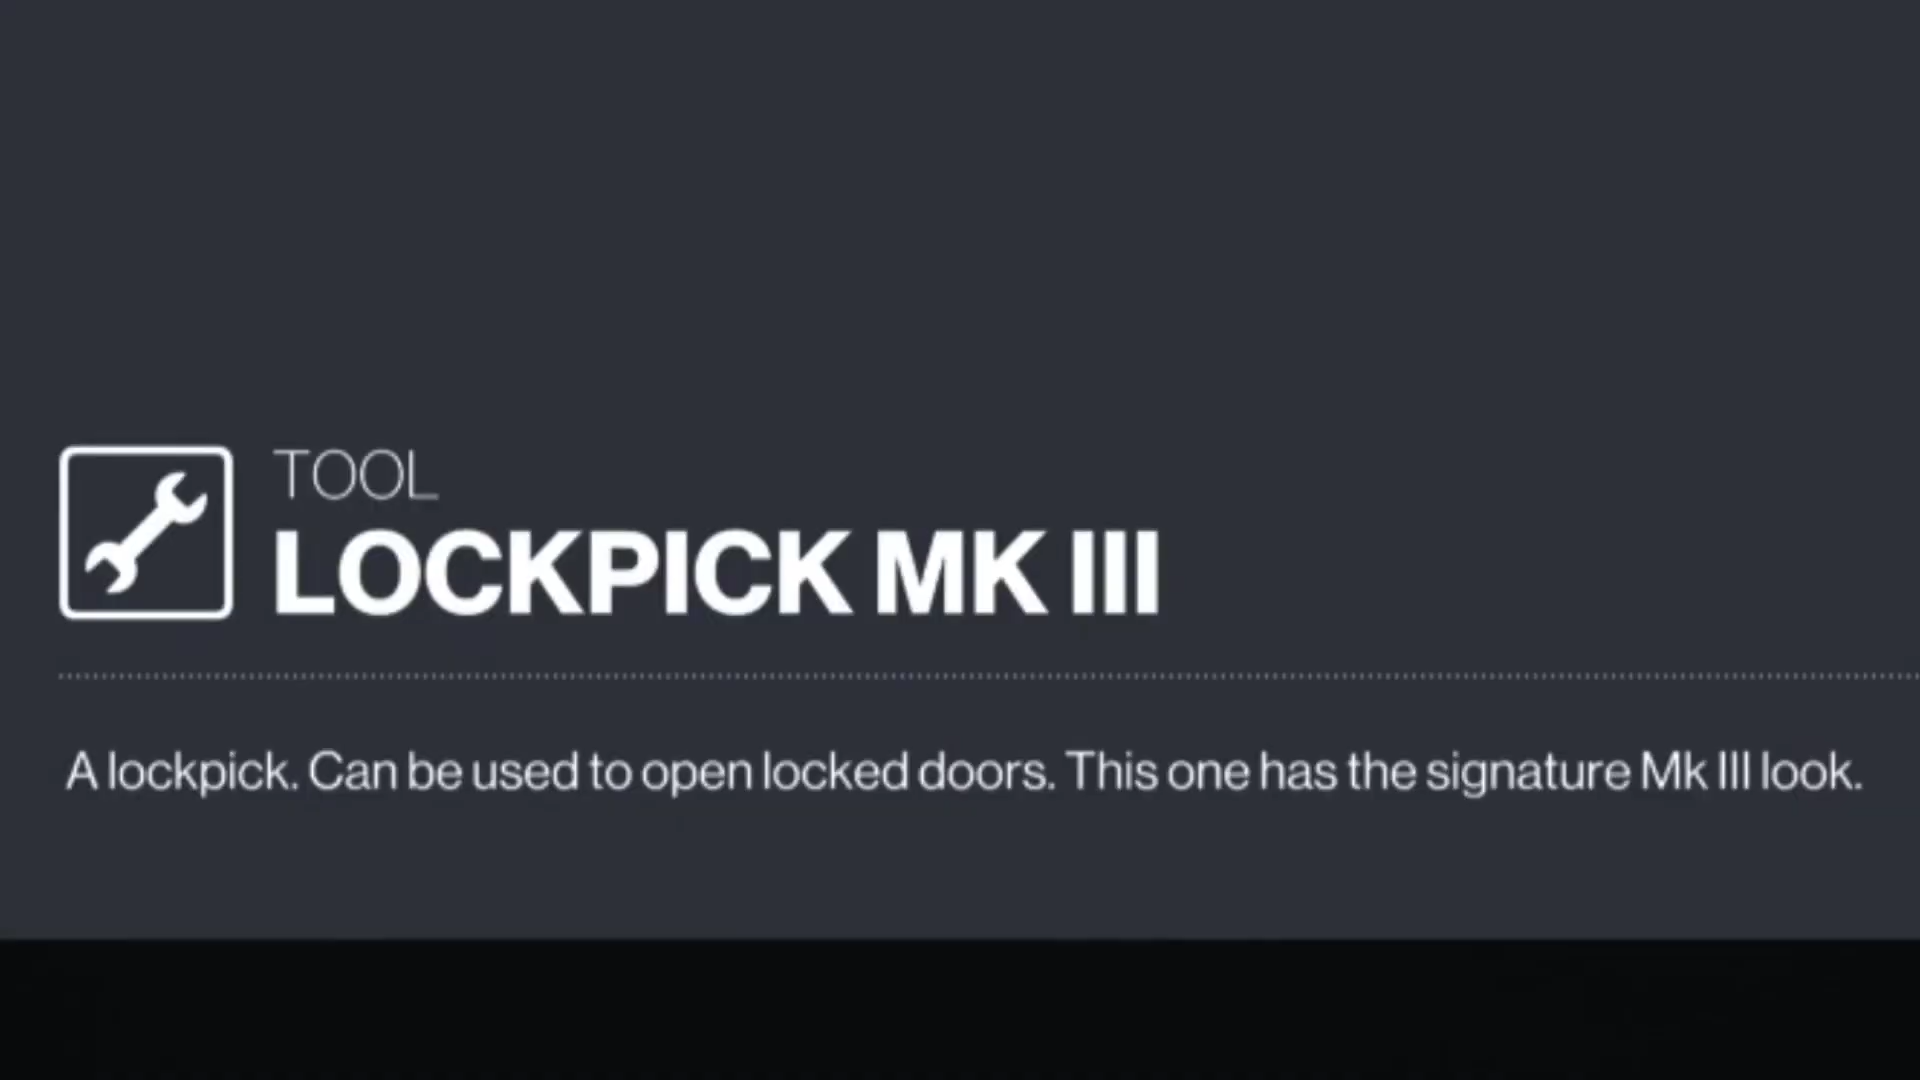 TOOL
LOCKPICK MK III
A lockpick. Can be used to open locked doors. This one has the signature Mk III look.